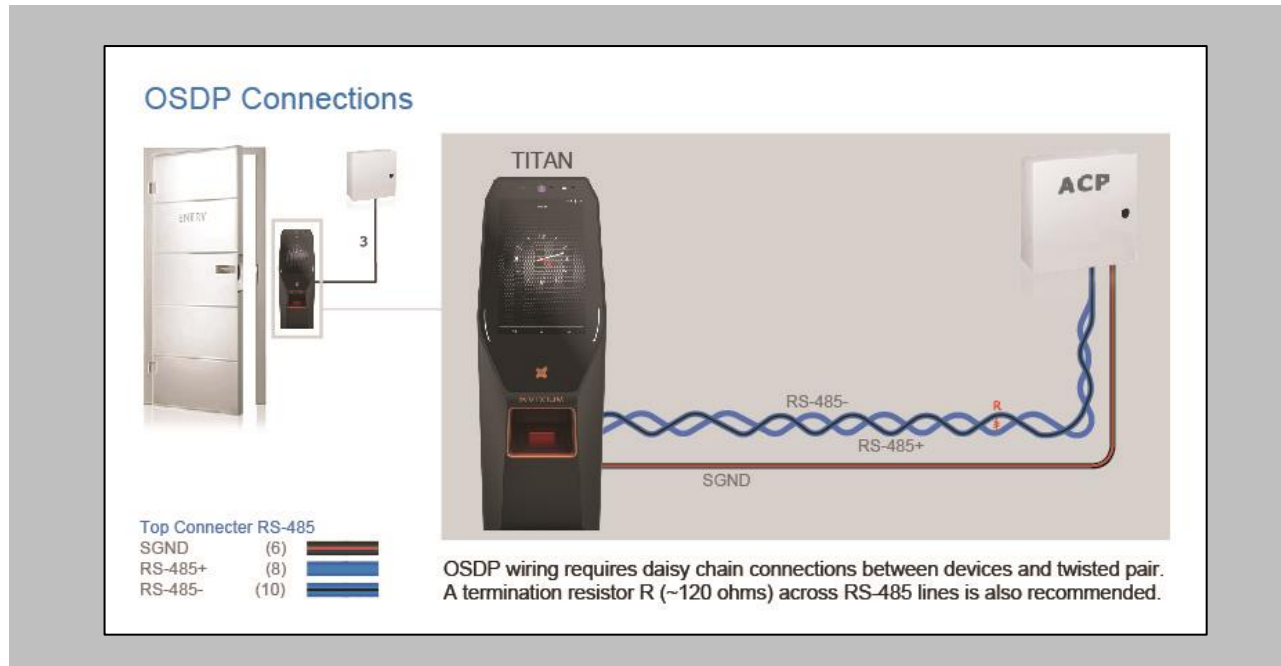 OSDP Connections
TITAN
ACP
3
RS-485-
R
RS-485+
SGND
Top Connecter RS-485
SGND (6)
RS-485+ (8)
RS-485- (10)
OSDP wiring requires daisy chain connections between devices and twisted pair.
A termination resistor R (~120 ohms) across RS-485 lines is also recommended.